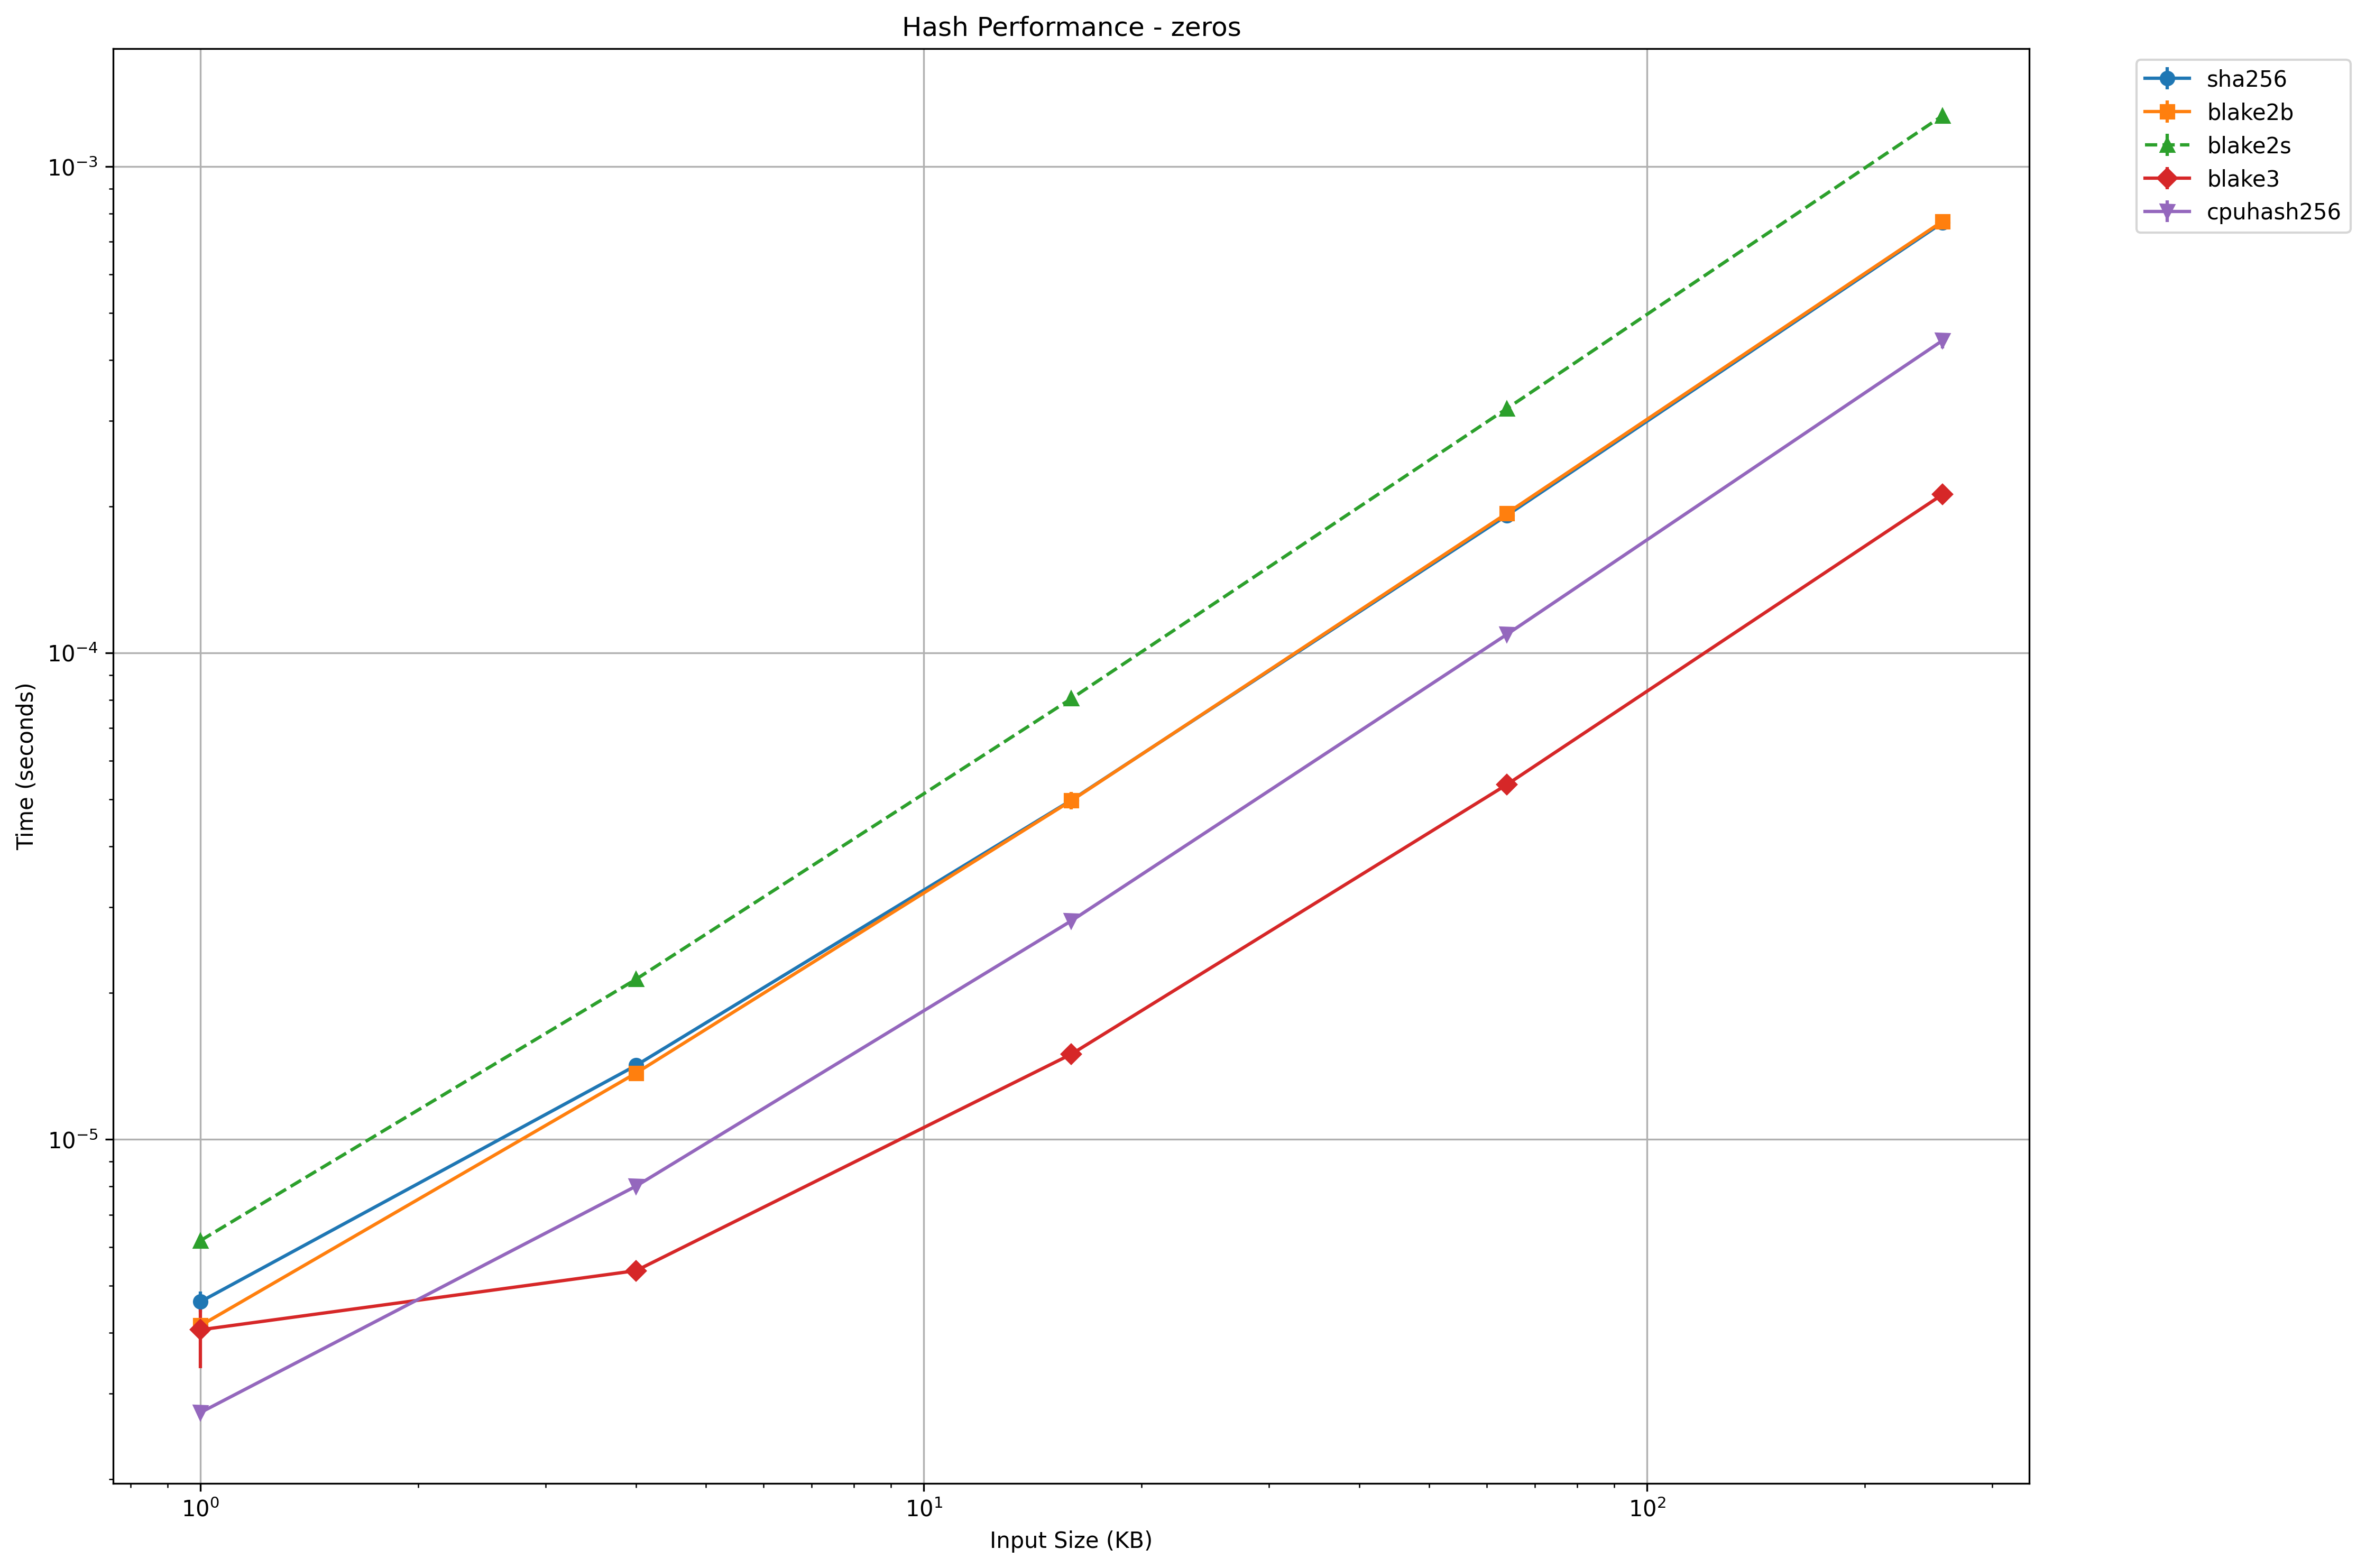 Hash Performance - zeros
sha256
blake2b
blake2s
blake3
cpuhash256
10⁻³
10⁻⁴
10⁻⁵
Time (seconds)
10⁰
10¹
10²
Input Size (KB)